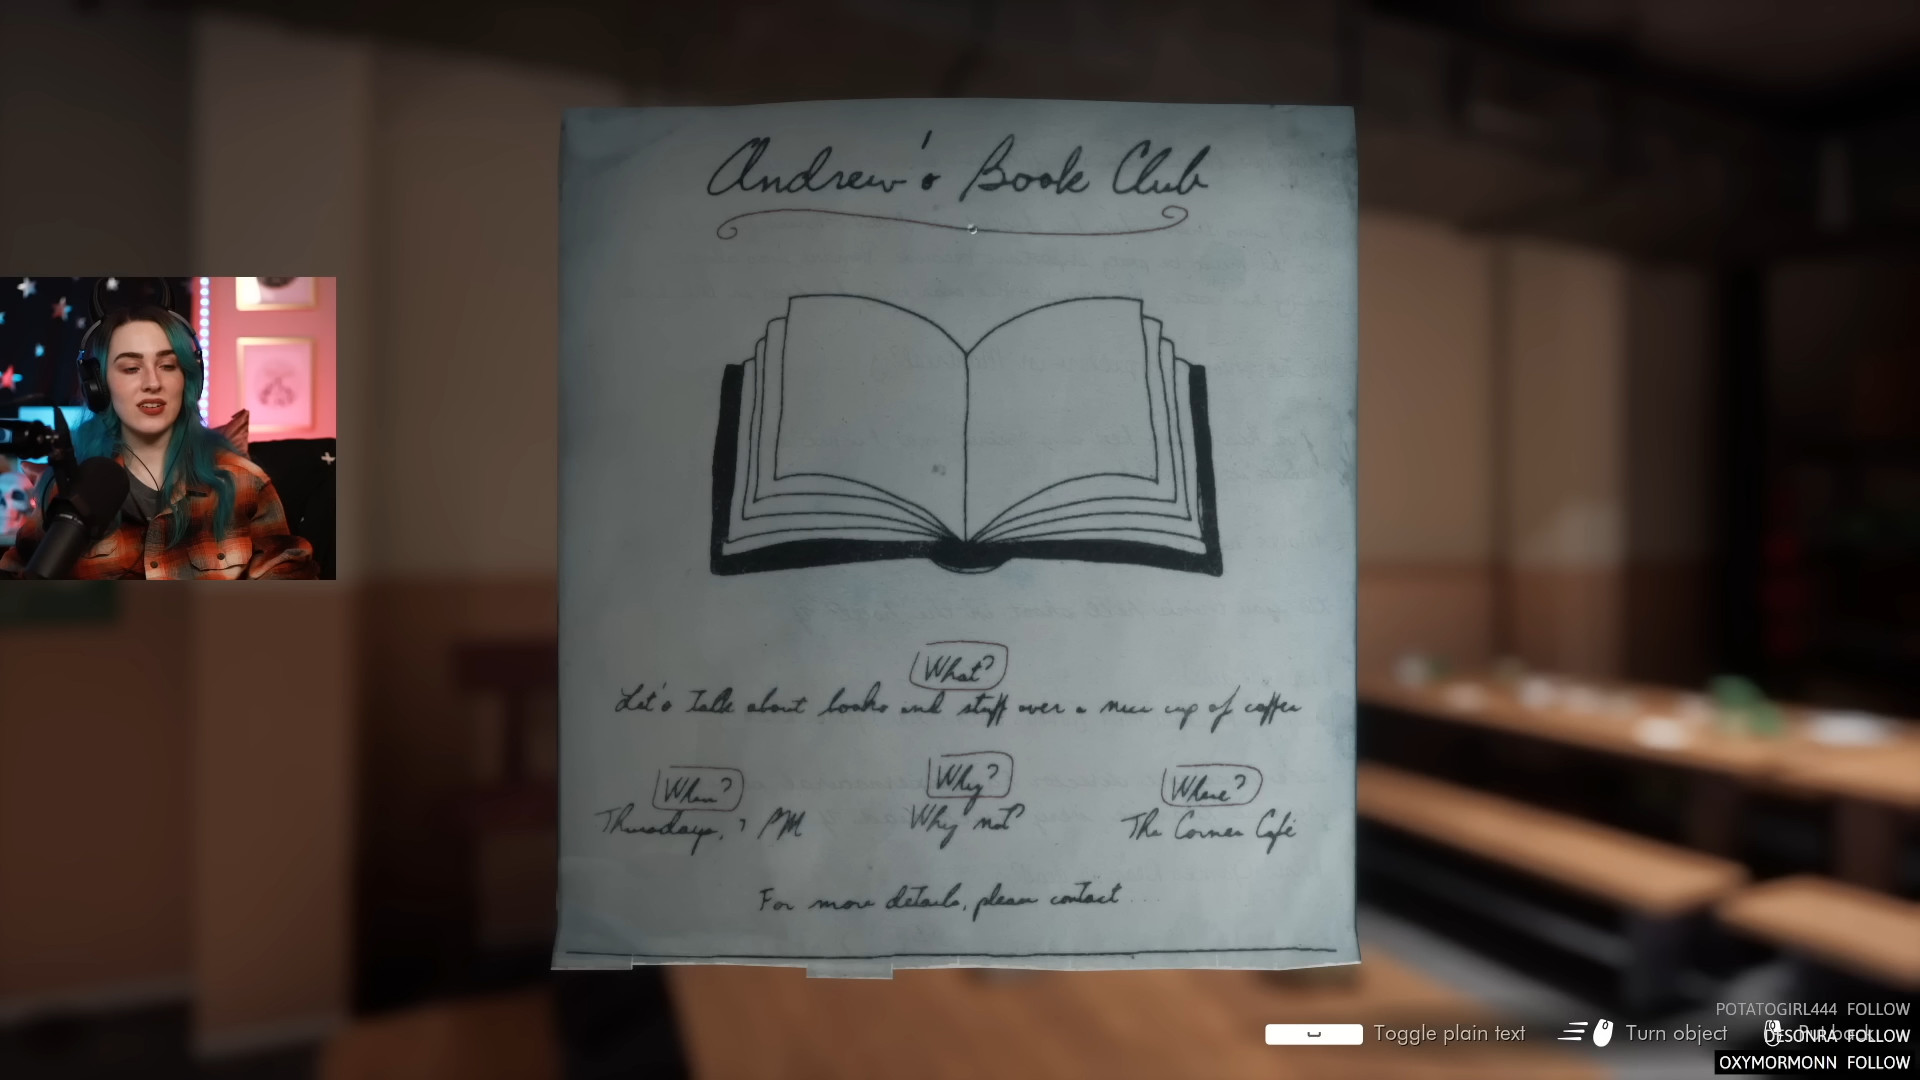 Andrew's Book Club
What?
Let's talk about books and stuff over a nice cup of coffee
When?
Thursdays, 7 PM
Why?
Why not?
Where?
The Corner Café
For more details, please contact...
Toggle plain text
Turn object
POTATOGIRL444 FOLLOW
DESONRA FOLLOW
OXYMORMONN FOLLOW